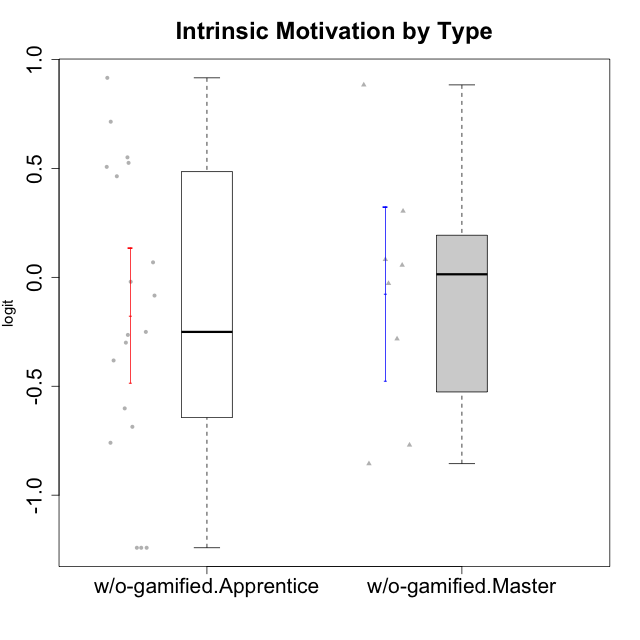 Intrinsic Motivation by Type
1.0
0.5
0.0
-0.5
-1.0
logit
w/o-gamified.Apprentice
w/o-gamified.Master